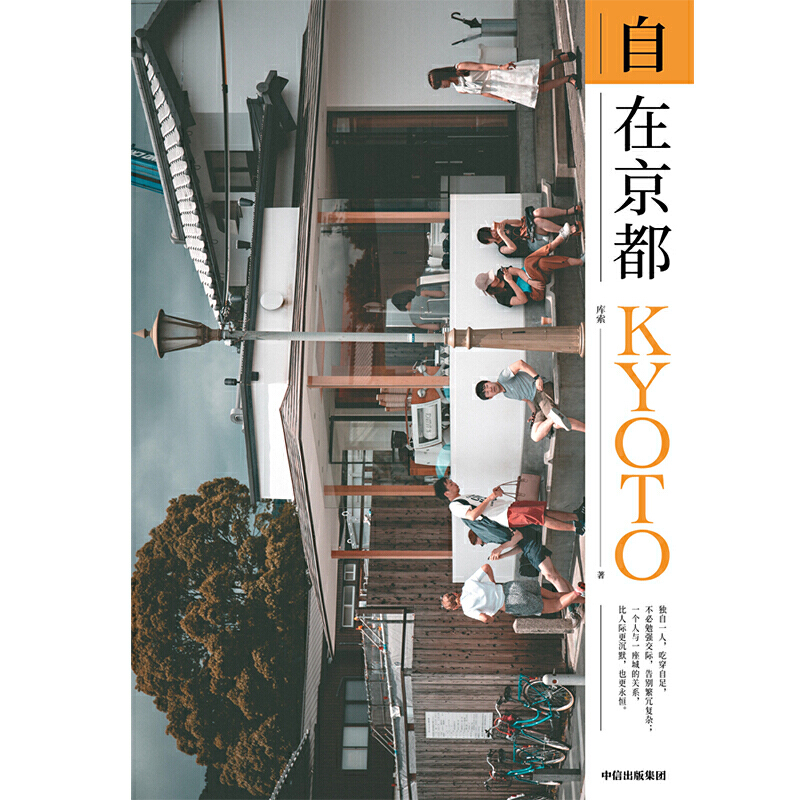 自在京都
KYOTO
库索 著
独自一人，吃穿自足，
不必勉强交际，告别繁冗复杂；
一个人与一座城的关系，
比人际更沉默，也更永恒。
中信出版集团